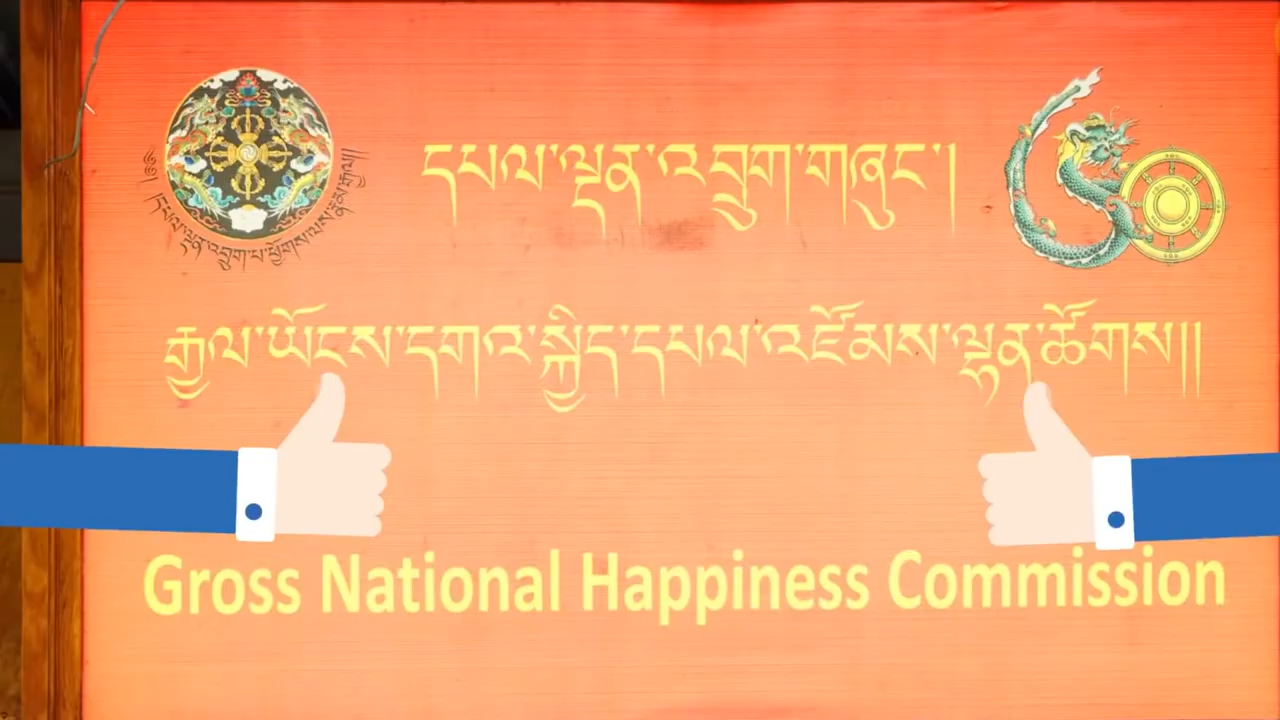 དཔལ་ལྡན་འབྲུག་གཞུང་།
རྒྱལ་ཡོངས་དགའ་སྐྱིད་དཔལ་འཛོམས་ལྷན་ཚོགས།།
Gross National Happiness Commission